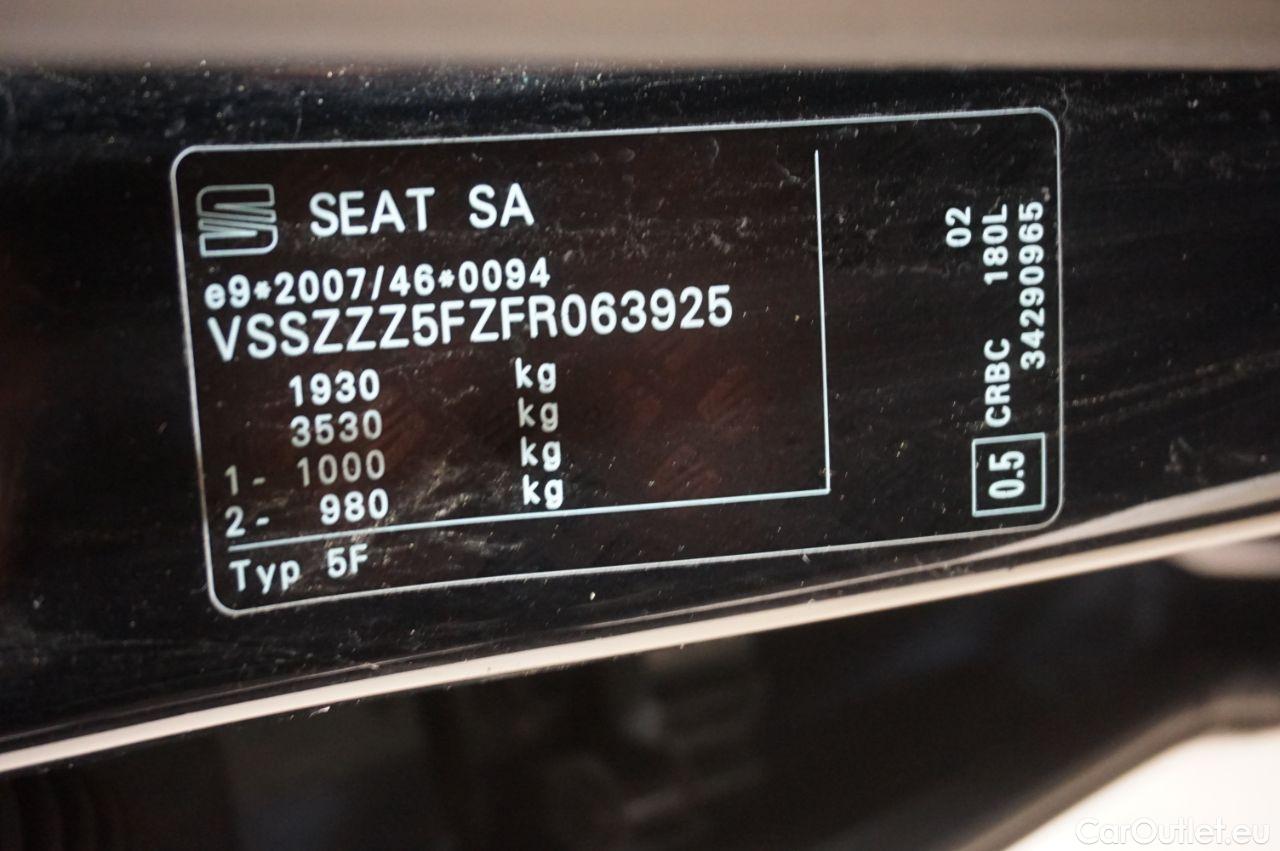 SEAT SA
e9*2007/46*0094
VSSZZZ5FZFR063925
1930 kg
3530 kg
1- 1000 kg
2- 980 kg
Typ 5F
02
0.5 CRBC 180L
34290965
CarOutlet.eu